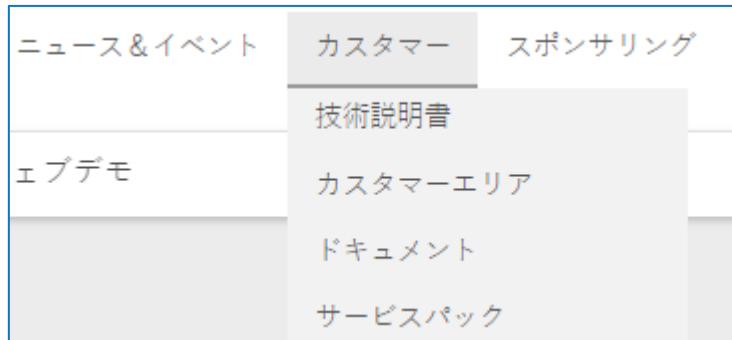 ニュース＆イベント カスタマー スポンサリング
技術説明書
ェブデモ
カスタマーエリア
ドキュメント
サービスパック